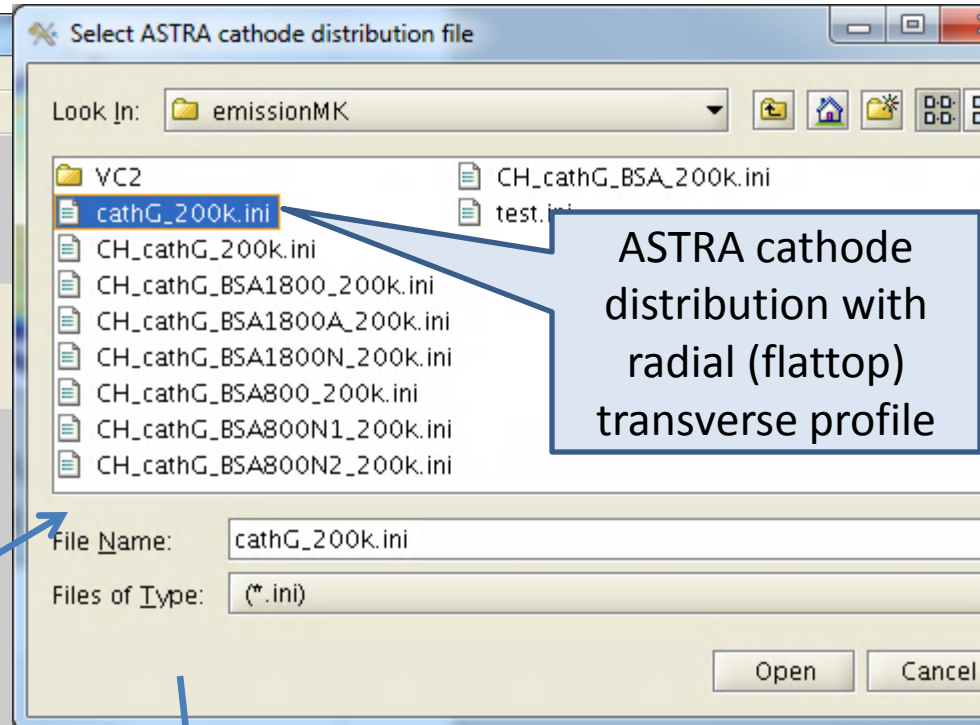 Select ASTRA cathode distribution file
Look In: emissionMK
VC2
cathG_200k.ini
CH_cathG_200k.ini
CH_cathG_BSA1800_200k.ini
CH_cathG_BSA1800A_200k.ini
CH_cathG_BSA1800N_200k.ini
CH_cathG_BSA800_200k.ini
CH_cathG_BSA800N1_200k.ini
CH_cathG_BSA800N2_200k.ini
CH_cathG_BSA_200k.ini
test.ini
ASTRA cathode
distribution with
radial (flattop)
transverse profile
File Name: cathG_200k.ini
Files of Type: (*.ini)
Open Cancel